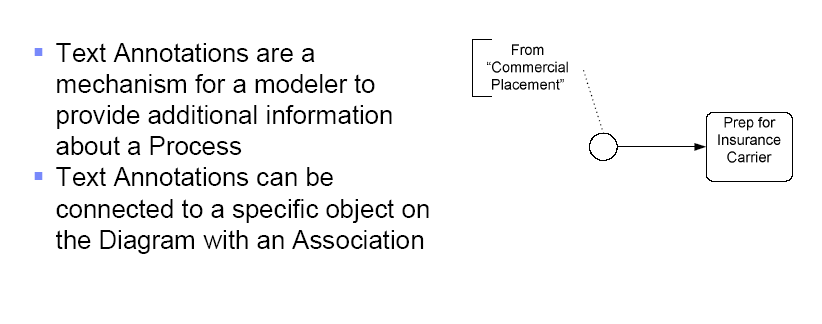 Text Annotations are a
mechanism for a modeler to
provide additional information
about a Process
Text Annotations can be
connected to a specific object on
the Diagram with an Association
From
“Commercial
Placement”
Prep for
Insurance
Carrier